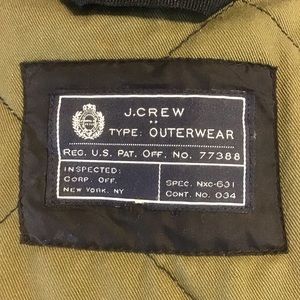 J.CREW
TYPE: OUTERWEAR
REG. U.S. PAT. OFF. NO. 77388
INSPECTED:
CORP. OFF.
NEW YORK, NY
SPEC. NXC-631
CONT. NO. 034